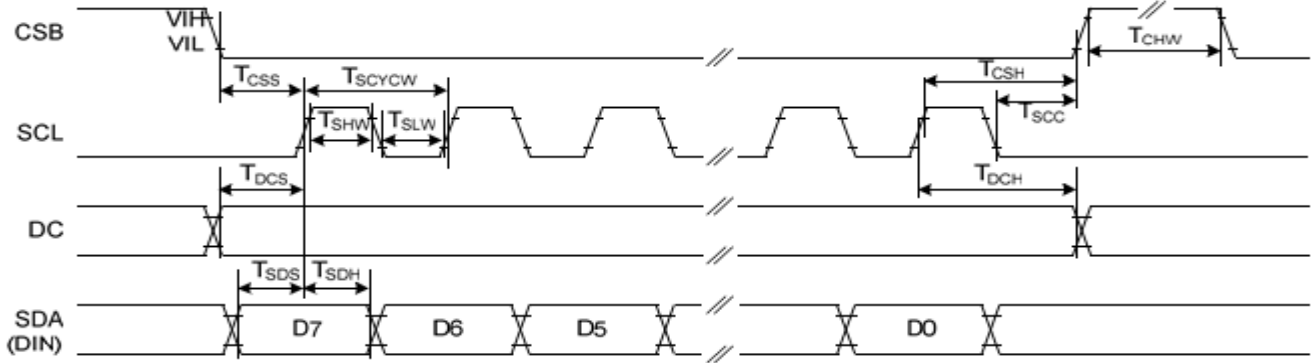 CSB
VIH
VIL
TCHW
TCSS
TSCYCW
TCSH
SCL
TSHW
TSLW
TSCC
TDCS
TDCH
DC
TSDS
TSDH
SDA
(DIN)
D7
D6
D5
D0